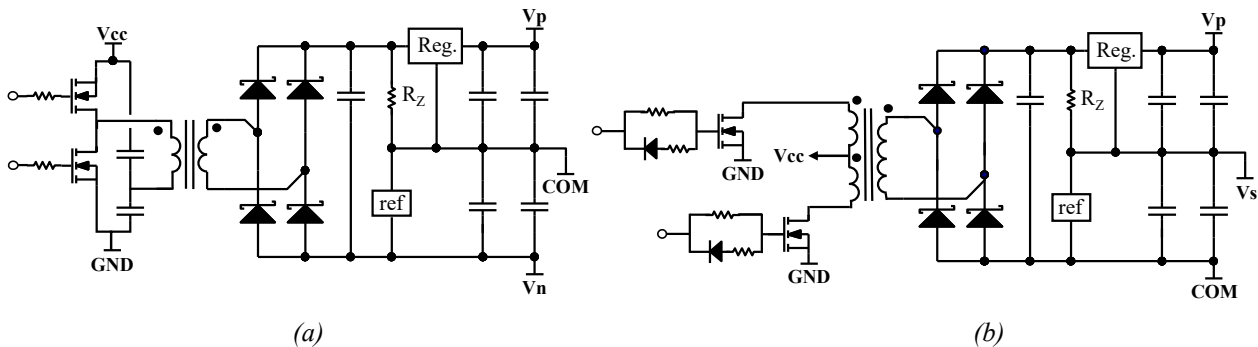 Vcc
Vp
Reg.
R_Z
COM
ref
GND
Vn
(a)
Vp
Reg.
R_Z
Vcc
GND
Vs
ref
GND
COM
(b)